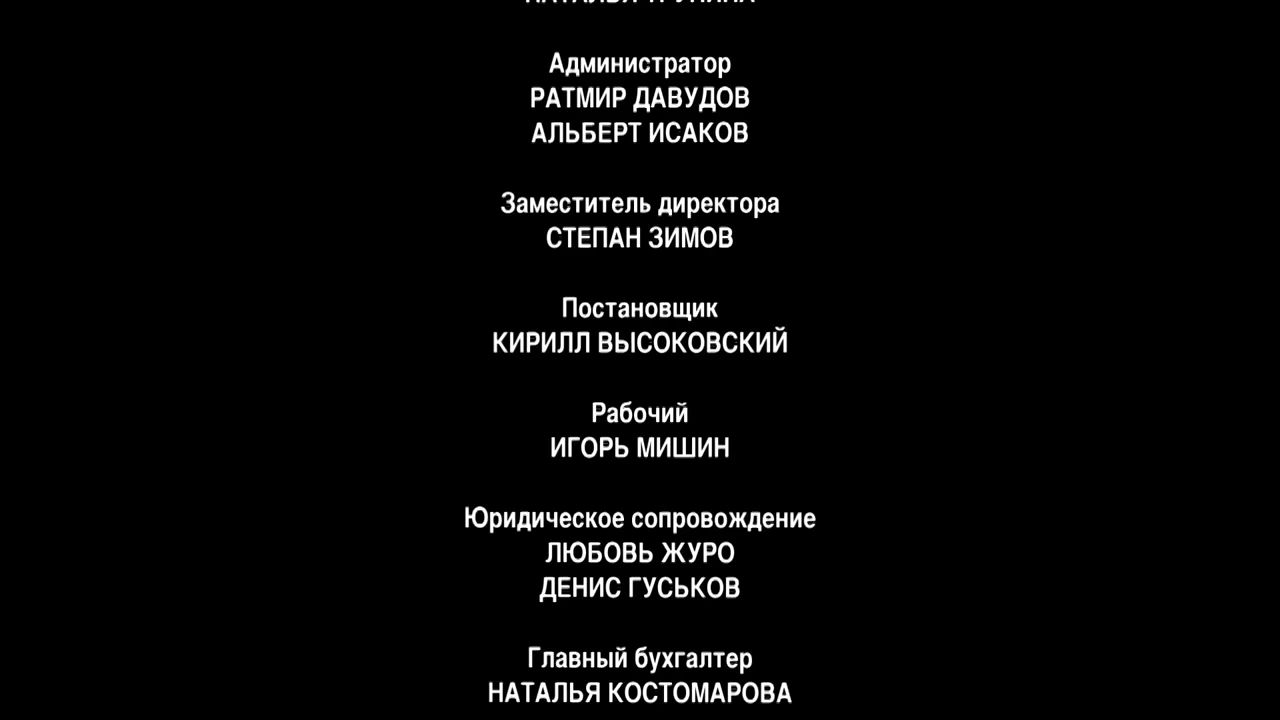 Администратор
РАТМИР ДАВУДОВ
АЛЬБЕРТ ИСАКОВ
Заместитель директора
СТЕПАН ЗИМОВ
Постановщик
КИРИЛЛ ВЫСОКОВСКИЙ
Рабочий
ИГОРЬ МИШИН
Юридическое сопровождение
ЛЮБОВЬ ЖУРО
ДЕНИС ГУСЬКОВ
Главный бухгалтер
НАТАЛЬЯ КОСТОМАРОВА